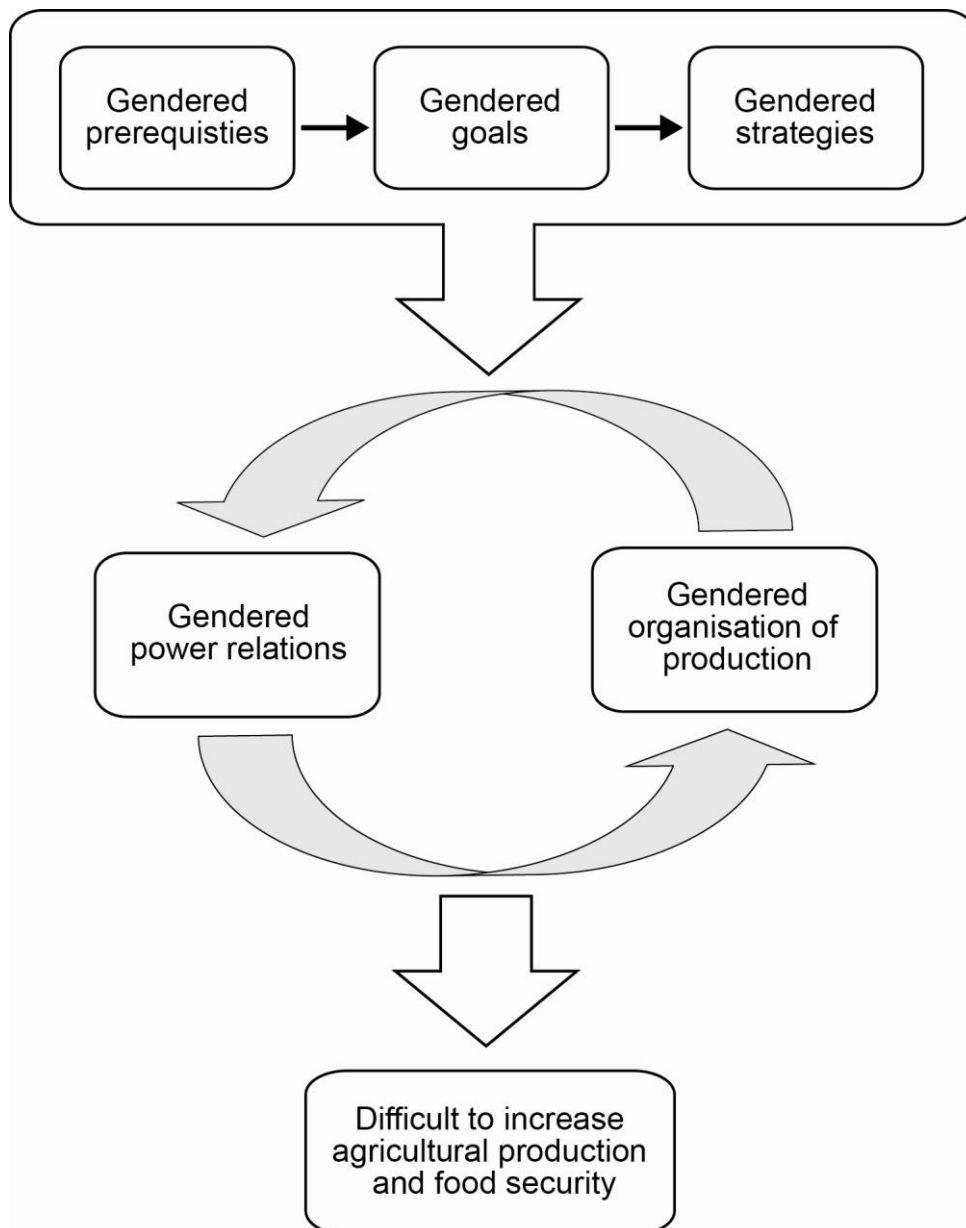 Gendered
prerequisties
Gendered
goals
Gendered
strategies
Gendered
power relations
Gendered
organisation of
production
Difficult to increase
agricultural production
and food security